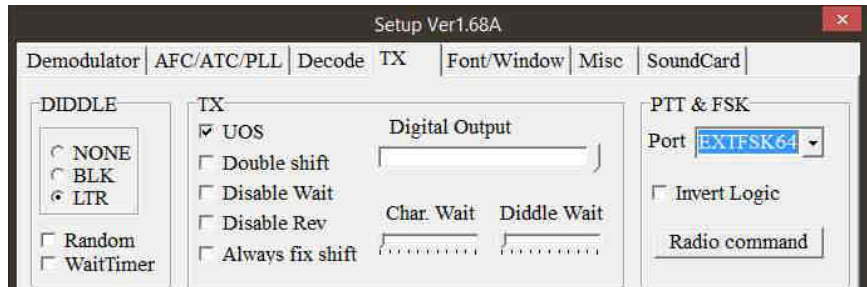 Setup Ver1.68A
Demodulator AFC/ATC/PLL Decode TX Font/Window Misc SoundCard
DIDDLE
NONE
BLK
LTR
Random
WaitTimer
TX
UOS
Double shift
Disable Wait
Disable Rev
Always fix shift
Digital Output
Char. Wait Diddle Wait
PTT & FSK
Port EXTFSK64
Invert Logic
Radio command